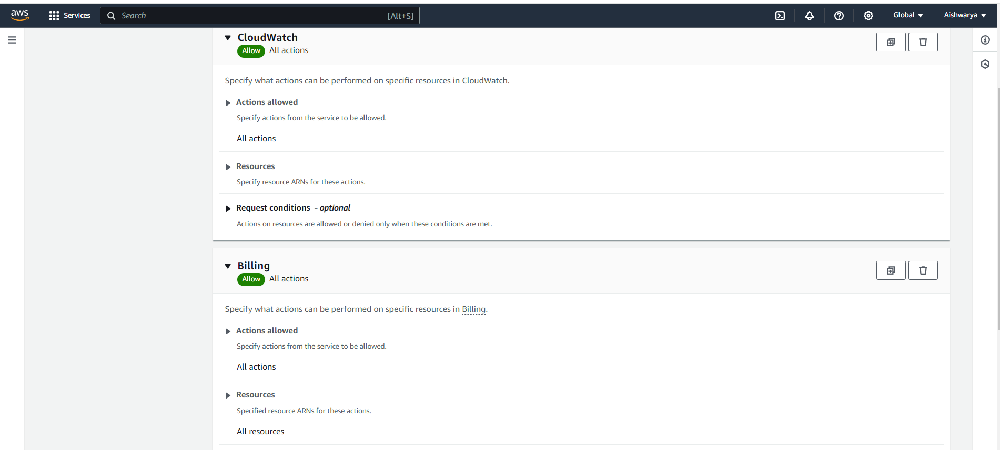 aws Services Search [Alt+S] Global Aishwarya
CloudWatch
Allow All actions
Specify what actions can be performed on specific resources in CloudWatch.
Actions allowed
Specify actions from the service to be allowed.
All actions
Resources
Specify resource ARNs for these actions.
Request conditions - optional
Actions on resources are allowed or denied only when these conditions are met.
Billing
Allow All actions
Specify what actions can be performed on specific resources in Billing.
Actions allowed
Specify actions from the service to be allowed.
All actions
Resources
Specified resource ARNs for these actions.
All resources